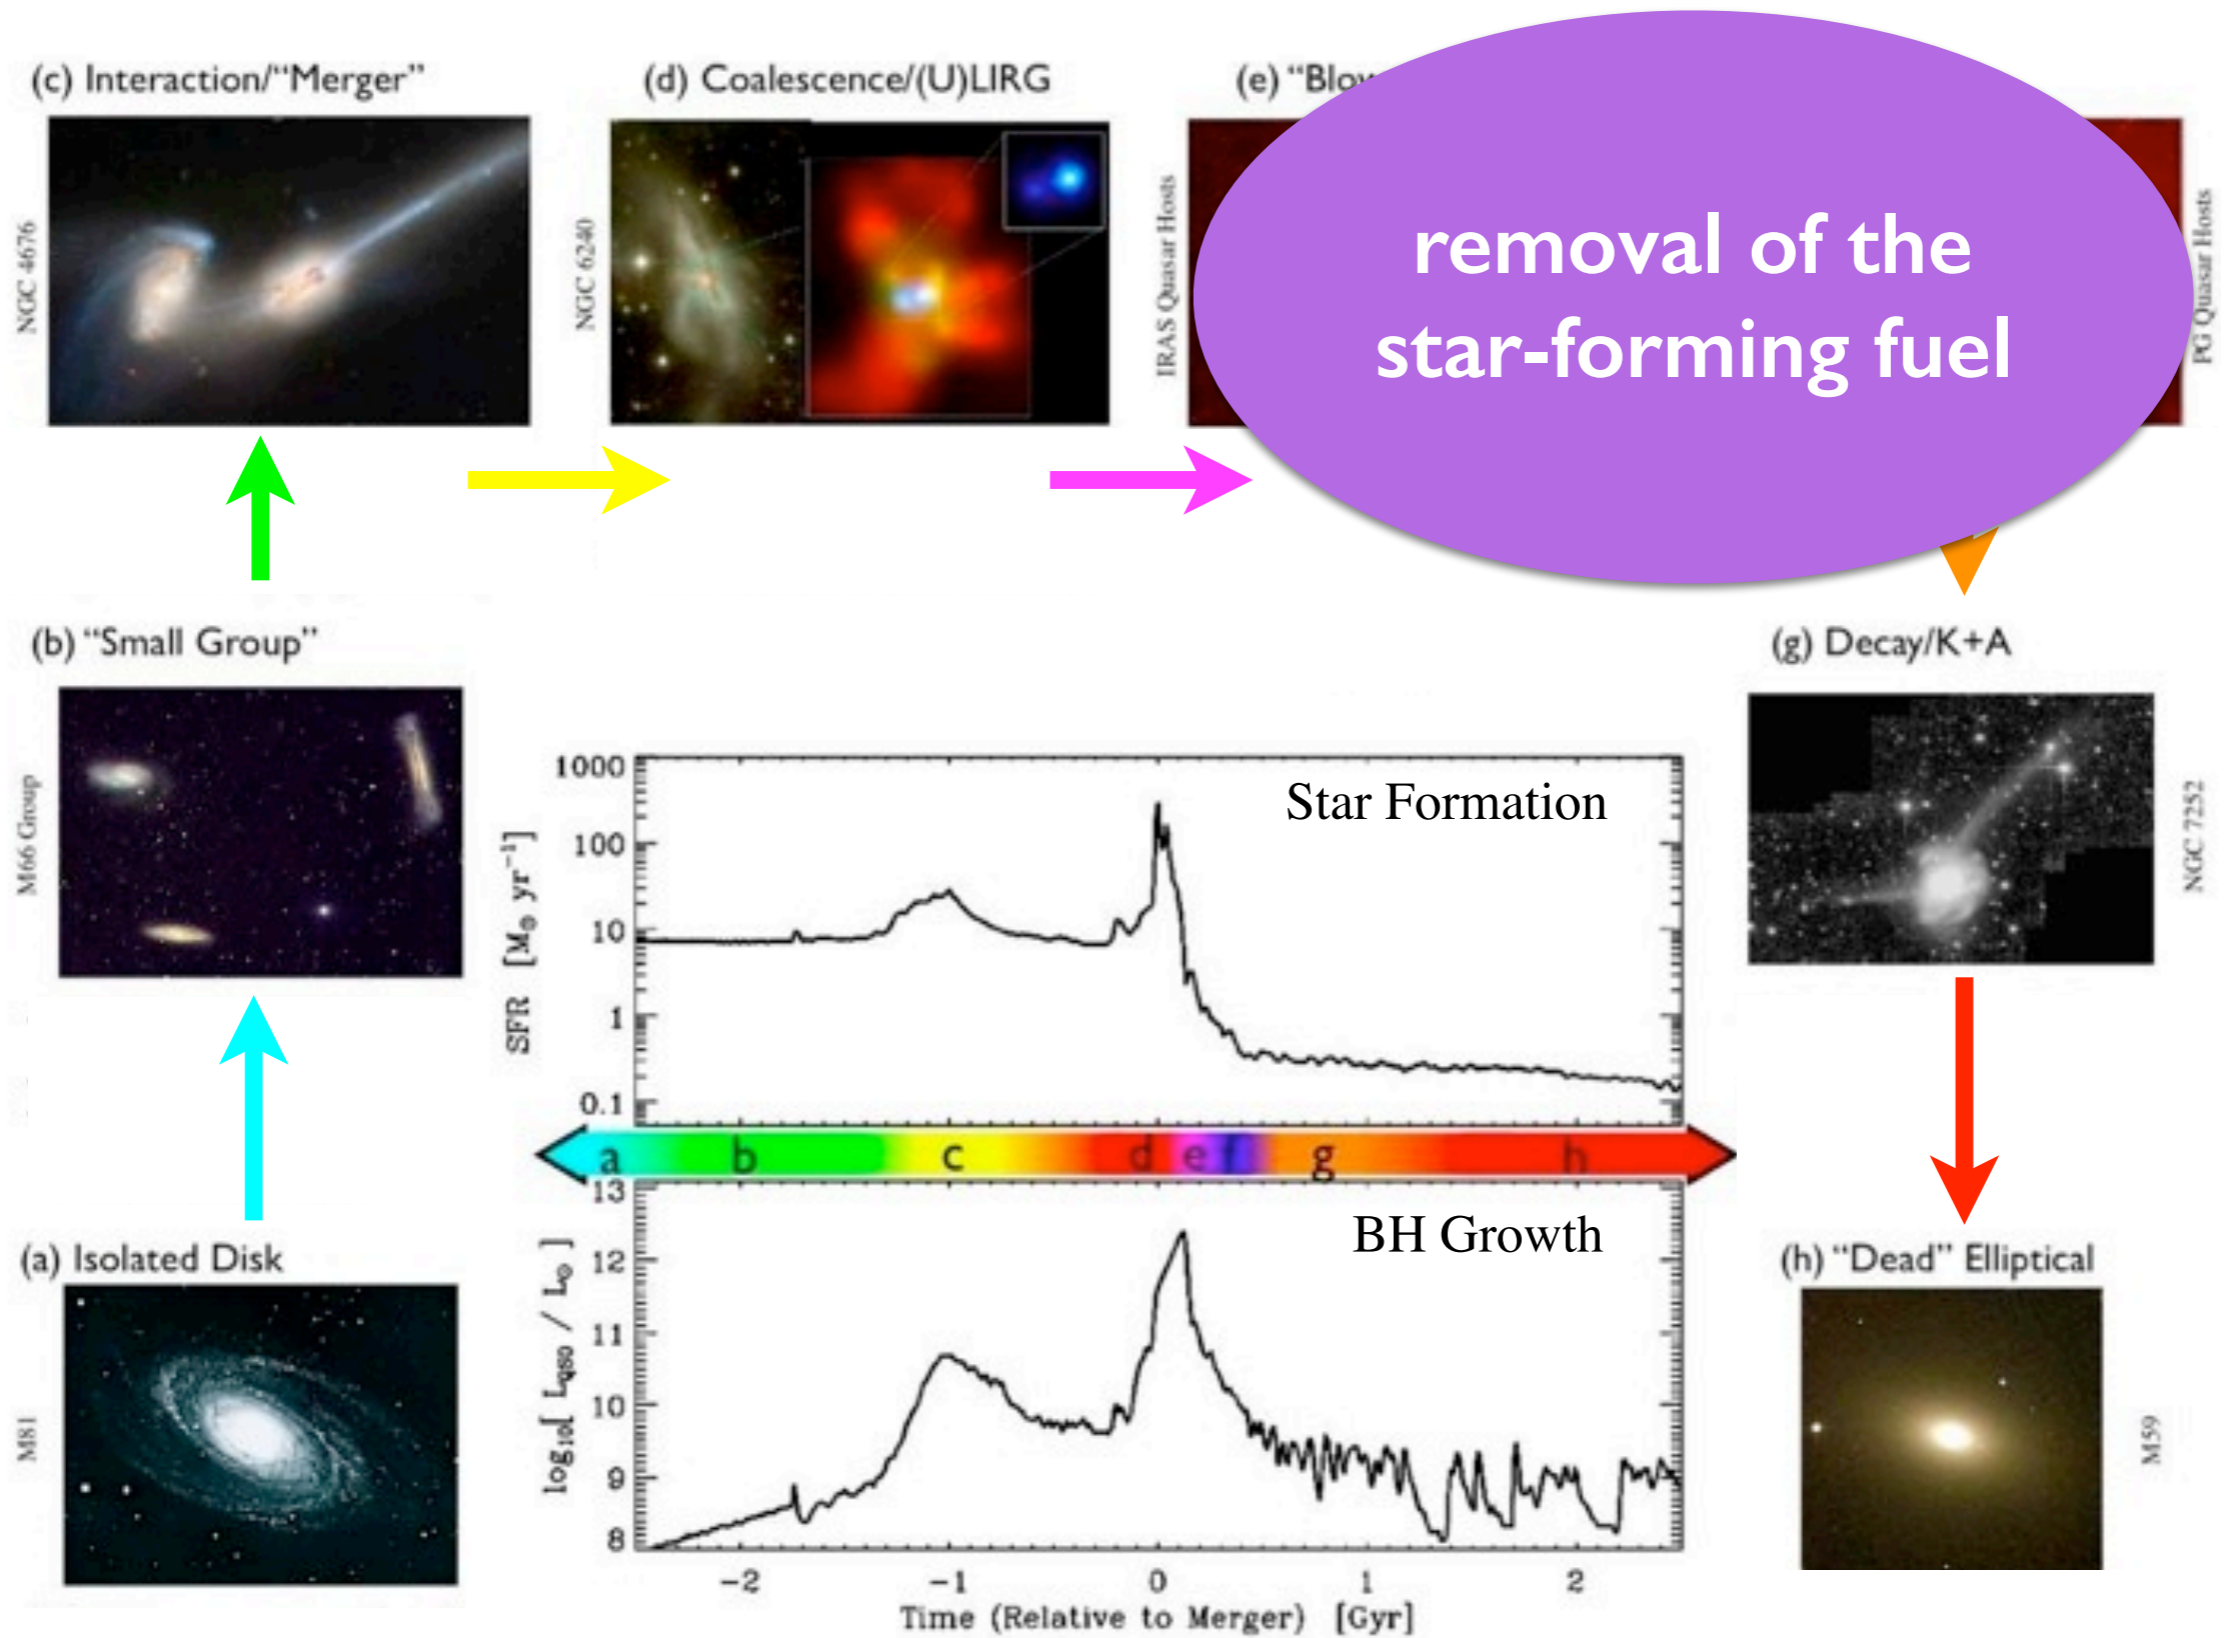 (c) Interaction/“Merger”
(d) Coalescence/(U)LIRG
(e)
NGC 4676
NGC 6240
IRAS Quasar Hosts
removal of the
star-forming fuel
PG Quasar Hosts
(b) “Small Group”
M66 Group
(g) Decay/K+A
NGC 7252
Star Formation
1000
100
10
1
0.1
SFR [M⊙ yr⁻¹]
a b c d e f g h
BH Growth
13
12
11
10
9
8
log₁₀[ L_QSO / L⊙ ]
-2 -1 0 1 2
Time (Relative to Merger) [Gyr]
(a) Isolated Disk
M81
(h) “Dead” Elliptical
M59